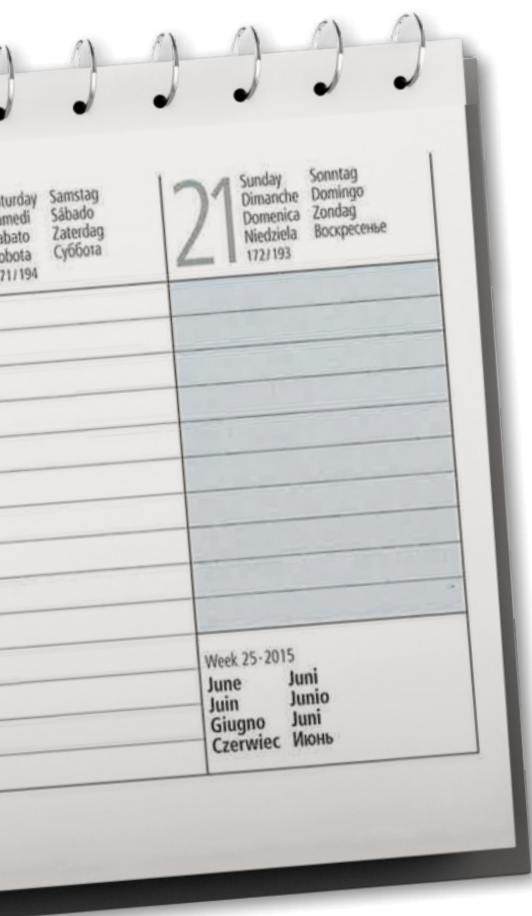 Samstag
Sábado
Zaterdag
Суббота
21
Sunday Sonntag
Dimanche Domingo
Domenica Zondag
Niedziela Воскресенье
172/193
Week 25-2015
June Juni
Juin Junio
Giugno Juni
Czerwiec Июнь